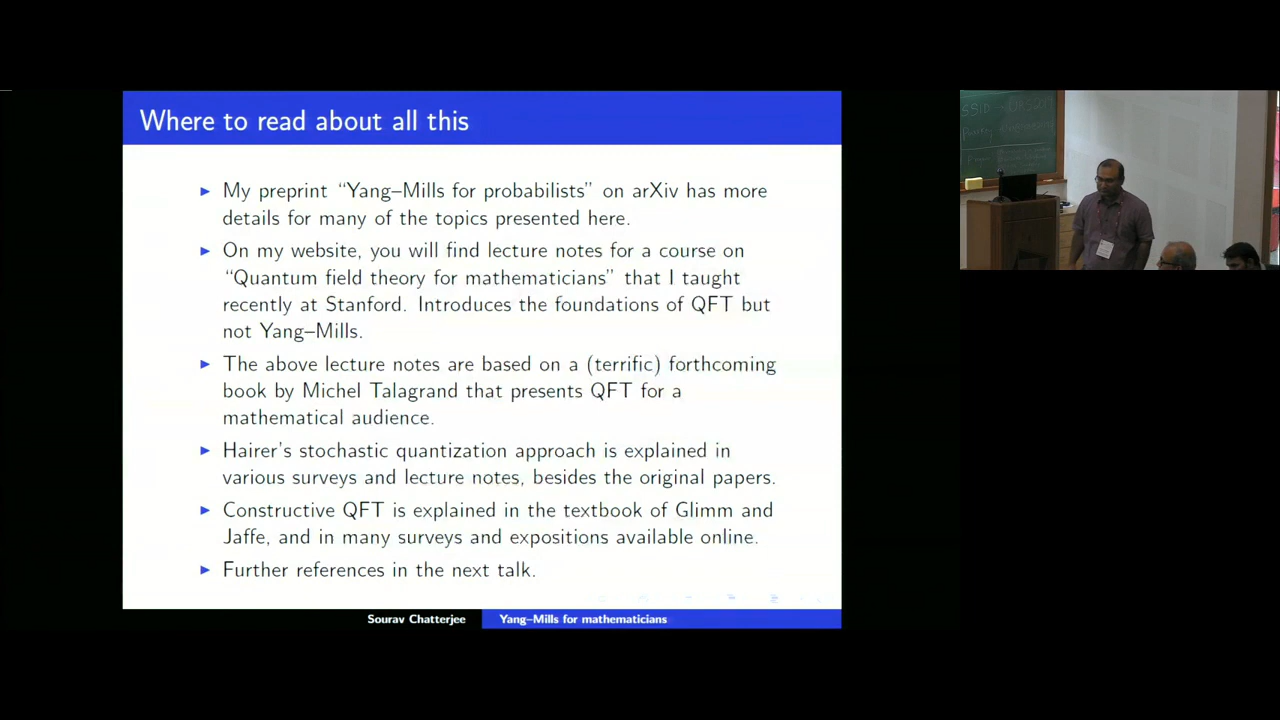 Where to read about all this
▶ My preprint “Yang–Mills for probabilists” on arXiv has more
details for many of the topics presented here.
▶ On my website, you will find lecture notes for a course on
“Quantum field theory for mathematicians” that I taught
recently at Stanford. Introduces the foundations of QFT but
not Yang–Mills.
▶ The above lecture notes are based on a (terrific) forthcoming
book by Michel Talagrand that presents QFT for a
mathematical audience.
▶ Hairer’s stochastic quantization approach is explained in
various surveys and lecture notes, besides the original papers.
▶ Constructive QFT is explained in the textbook of Glimm and
Jaffe, and in many surveys and expositions available online.
▶ Further references in the next talk.
Sourav Chatterjee Yang–Mills for mathematicians